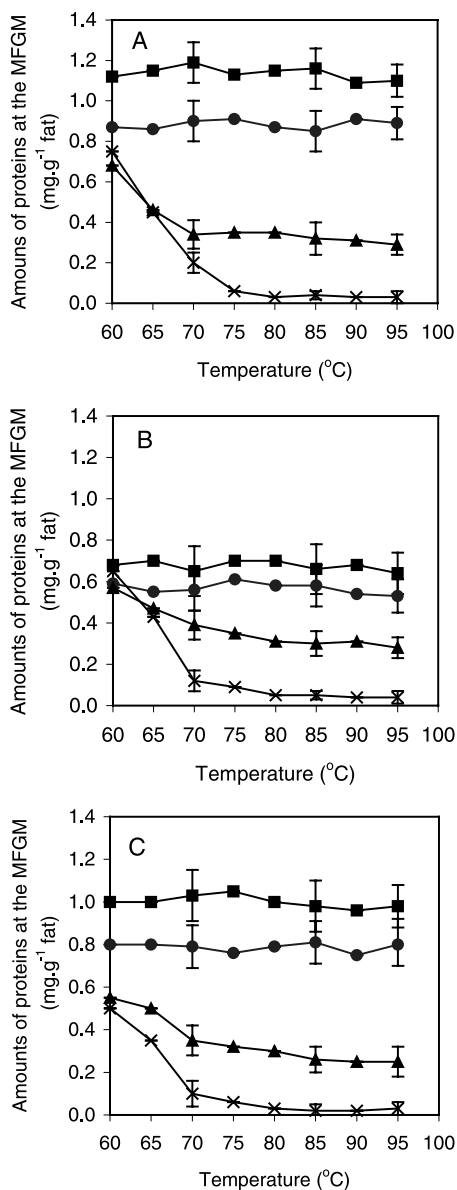 A
Amouns of proteins at the MFGM
(mg.g⁻¹ fat)
1.4
1.2
1.0
0.8
0.6
0.4
0.2
0.0
60 65 70 75 80 85 90 95 100
Temperature (°C)
B
Amounts of proteins at the MFGM
(mg.g⁻¹ fat)
1.4
1.2
1.0
0.8
0.6
0.4
0.2
0.0
60 65 70 75 80 85 90 95 100
Temperature (°C)
C
Amounts of proteins at the MFGM
(mg.g⁻¹ fat)
1.4
1.2
1.0
0.8
0.6
0.4
0.2
0.0
60 65 70 75 80 85 90 95 100
Temperature (°C)